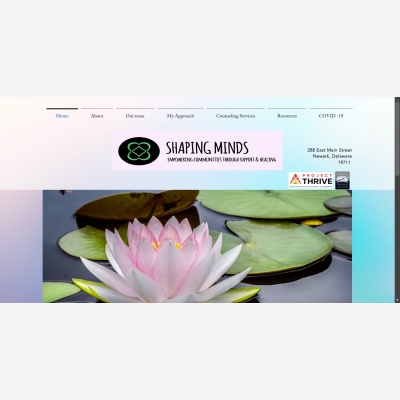 Home About Our team My Approach Counseling Services Resources COVID -19
SHAPING MINDS
EMPOWERING COMMUNITIES THROUGH SUPPORT & HEALING
288 East Main Street
Newark, Delaware
19711
PROJECT
THRIVE